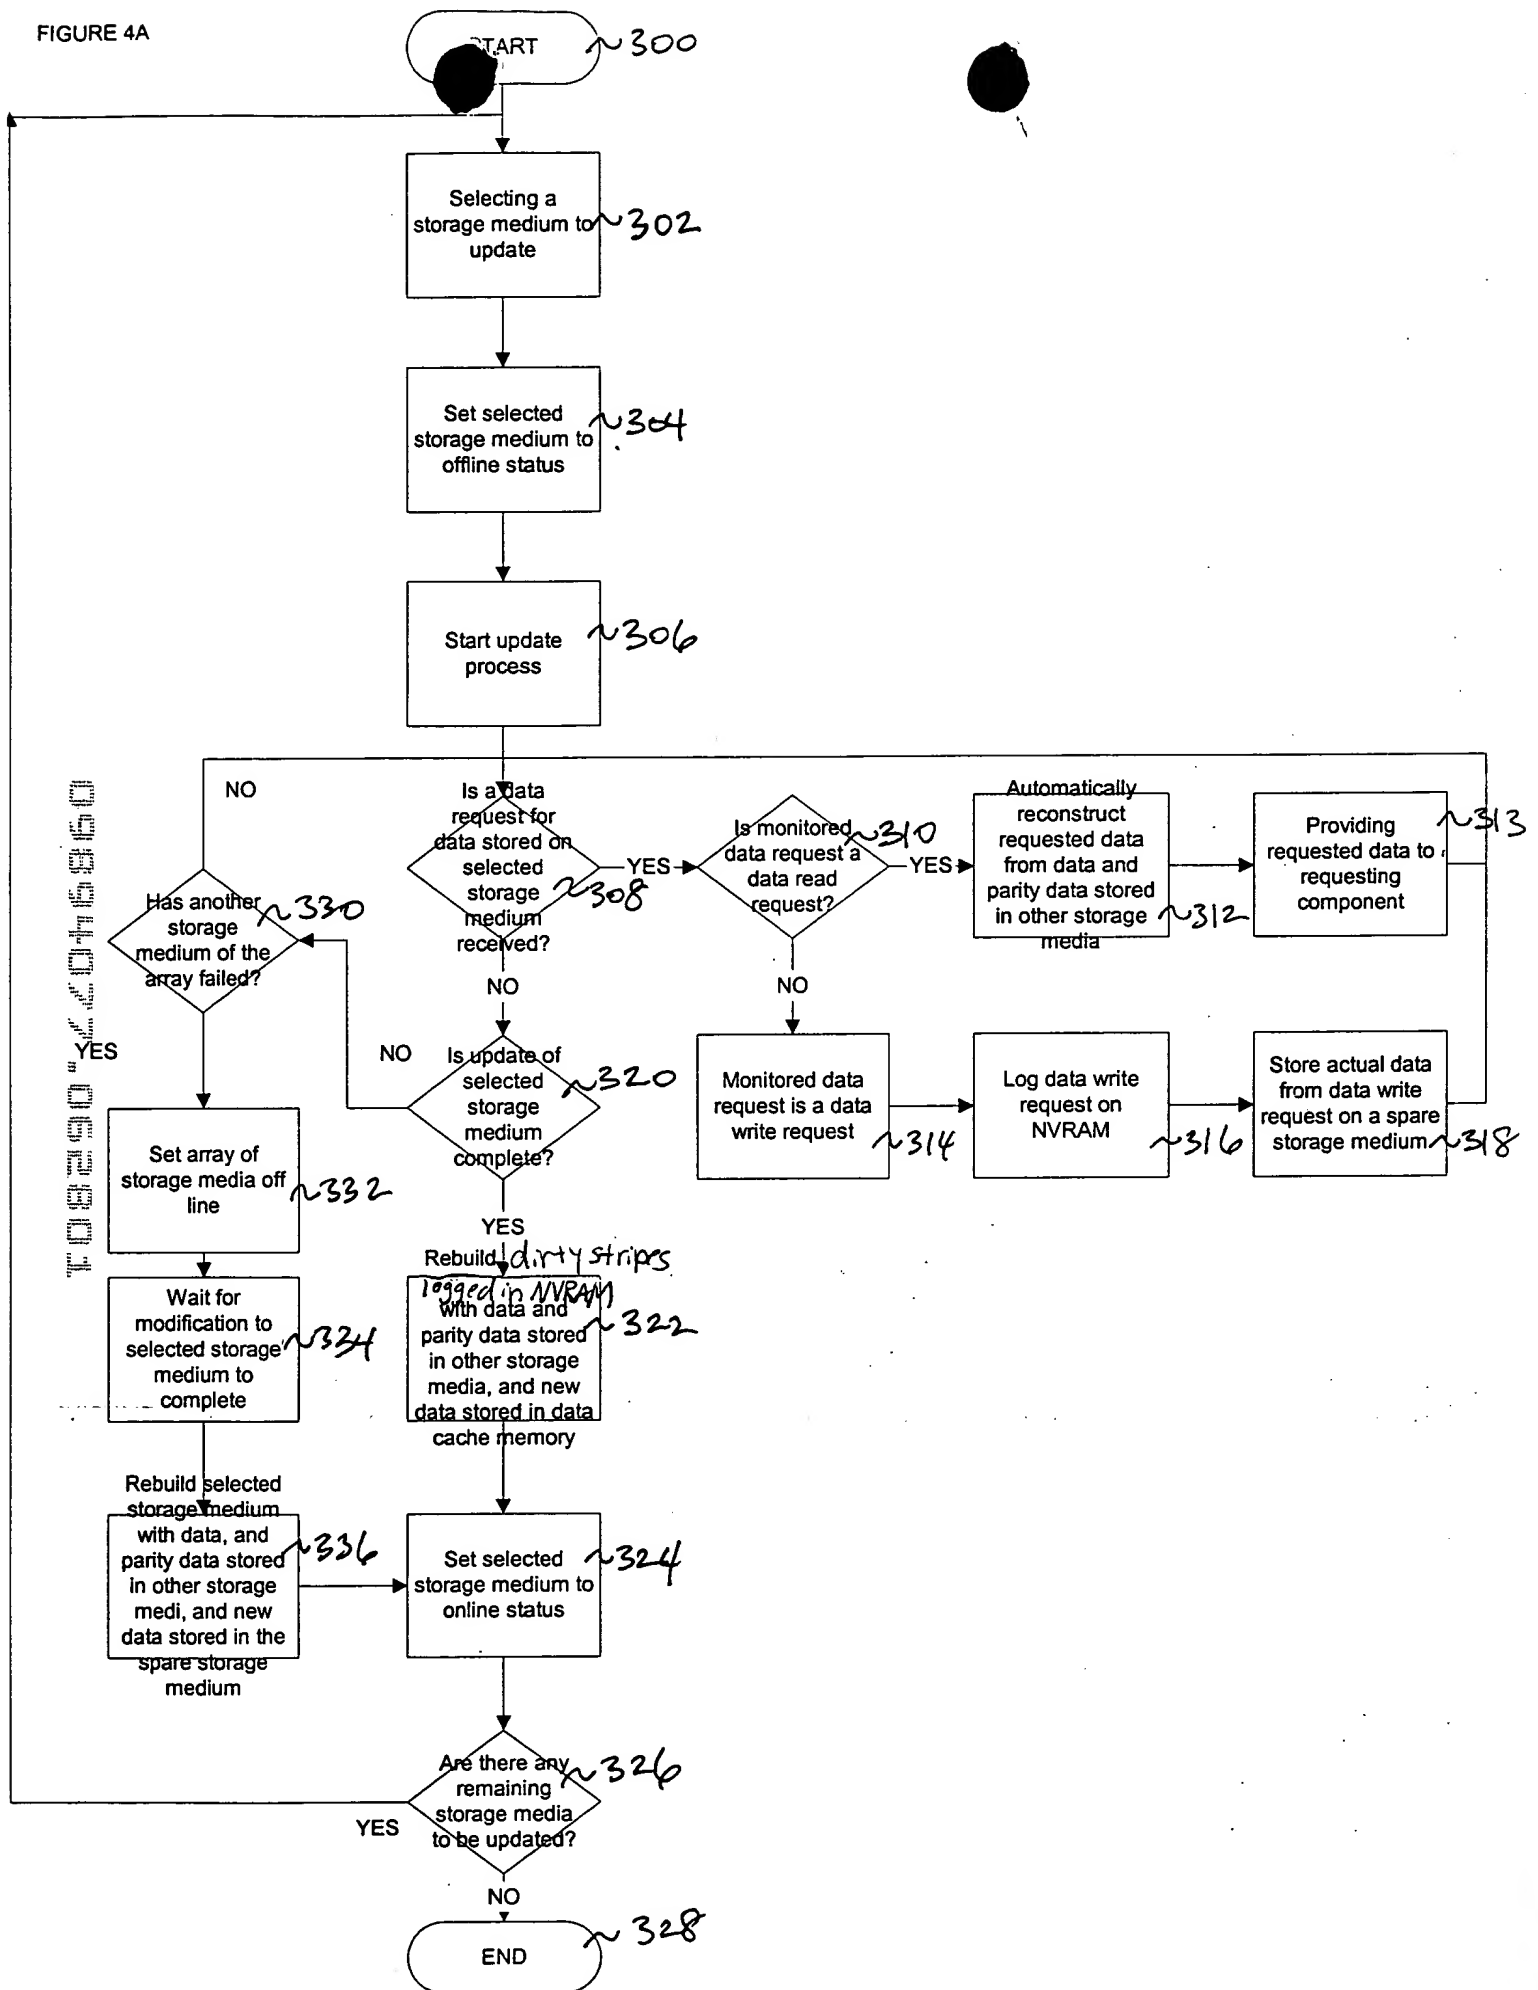 FIGURE 4A
START
300
Selecting a
storage medium to
update
302
Set selected
storage medium to
offline status
304
Start update
process
306
NO
Is a data
request for
data stored on
selected
storage
medium
received?
308
YES
Is monitored
data request a
data read
request?
310
YES
Automatically
reconstruct
requested data
from data and
parity data stored
in other storage
media
312
Providing
requested data to
requesting
component
313
Has another
storage
medium of the
array failed?
330
NO
NO
YES
NO
Is update of
selected
storage
medium
complete?
320
Monitored data
request is a data
write request
314
Log data write
request on
NVRAM
316
Store actual data
from data write
request on a spare
storage medium
318
Set array of
storage media off
line
332
YES
Rebuild dirty stripes
logged in NVRAM
with data and
parity data stored
in other storage
media, and new
data stored in data
cache memory
322
Wait for
modification to
selected storage
medium to
complete
334
Rebuild selected
storage medium
with data, and
parity data stored
in other storage
medi, and new
data stored in the
spare storage
medium
336
Set selected
storage medium to
online status
324
Are there any
remaining
storage media
to be updated?
326
YES
NO
END
328
09894077.062801